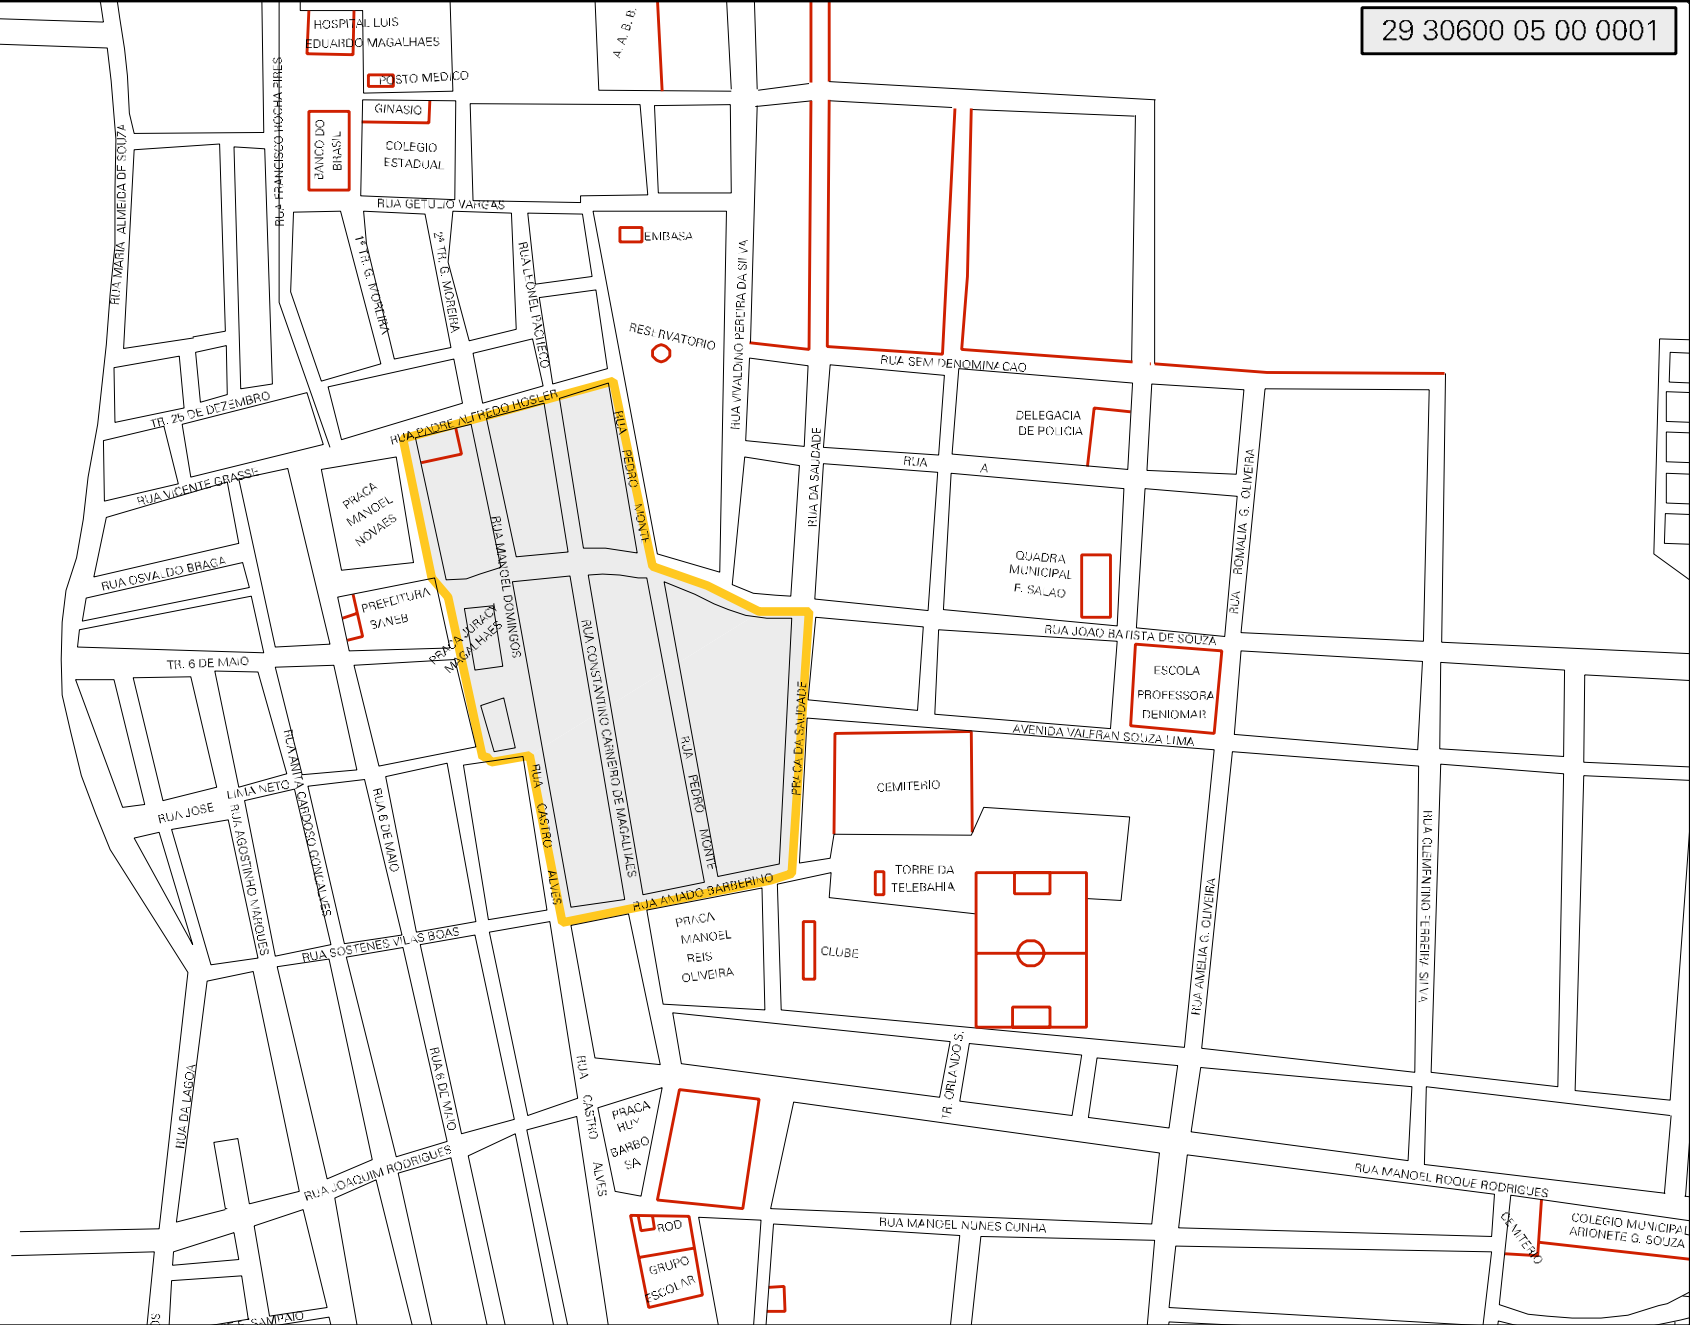 29 30600 05 00 0001
HOSPITAL LUIS
EDUARDO MAGALHAES
POSTO MEDICO
A. A. B. B.
GINASIO
COLEGIO
ESTADUAL
BANCO DO
BRASIL
RUA FRANCISCO ROCHA PIRES
RUA MARIA ALMEIDA DE SOUZA
RUA GETULIO VARGAS
1ª TR. G. MOREIRA
2ª TR. G. MOREIRA
RUA LEONEL PACHECO
EMBASA
RESERVATORIO
RUA VIVALDINO PEREIRA DA SILVA
RUA SEM DENOMINACAO
TR. 25 DE DEZEMBRO
RUA PADRE ALFREDO HOSLER
RUA PEDRO MONTE
DELEGACIA
DE POLICIA
RUA A
RUA DA SAUDADE
RUA ROMALIA G. OLIVEIRA
RUA VICENTE GRASSI
PRACA
MANOEL
NOVAES
RUA MANOEL DOMINGOS
QUADRA
MUNICIPAL
F. SALAO
RUA OSVALDO BRAGA
PREFEITURA
BANEB
PRACA JURACY
MAGALHAES
RUA CONSTANTINO CARNEIRO DE MAGALHAES
RUA JOAO BATISTA DE SOUZA
TR. 6 DE MAIO
ESCOLA
PROFESSORA
DENIOMAR
PRACA DA SAUDADE
AVENIDA VALFRAN SOUZA LIMA
RUA ANITA CARDOSO GONCALVES
RUA PEDRO MONTE
CEMITERIO
RUA JOSE LIMA NETO
RUA AGOSTINHO MARQUES
RUA 6 DE MAIO
RUA CASTRO ALVES
RUA CLEMENTINO FERREIRA SILVA
TORRE DA
TELEBAHIA
RUA AMADO BARBERINO
RUA AMELIA G. OLIVEIRA
PRACA
MANOEL
REIS
OLIVEIRA
RUA SOSTENES VILAS BOAS
CLUBE
TR. ORLANDO S.
RUA DA LAGOA
RUA 6 DE MAIO
RUA CASTRO ALVES
PRACA
RUY
BARBO
SA
RUA JOAQUIM RODRIGUES
RUA MANOEL ROQUE RODRIGUES
ROD
RUA MANOEL NUNES CUNHA
CEMITERIO
COLEGIO MUNICIPAL
ARIONETE G. SOUZA
GRUPO
ESCOLAR
SAMPAIO